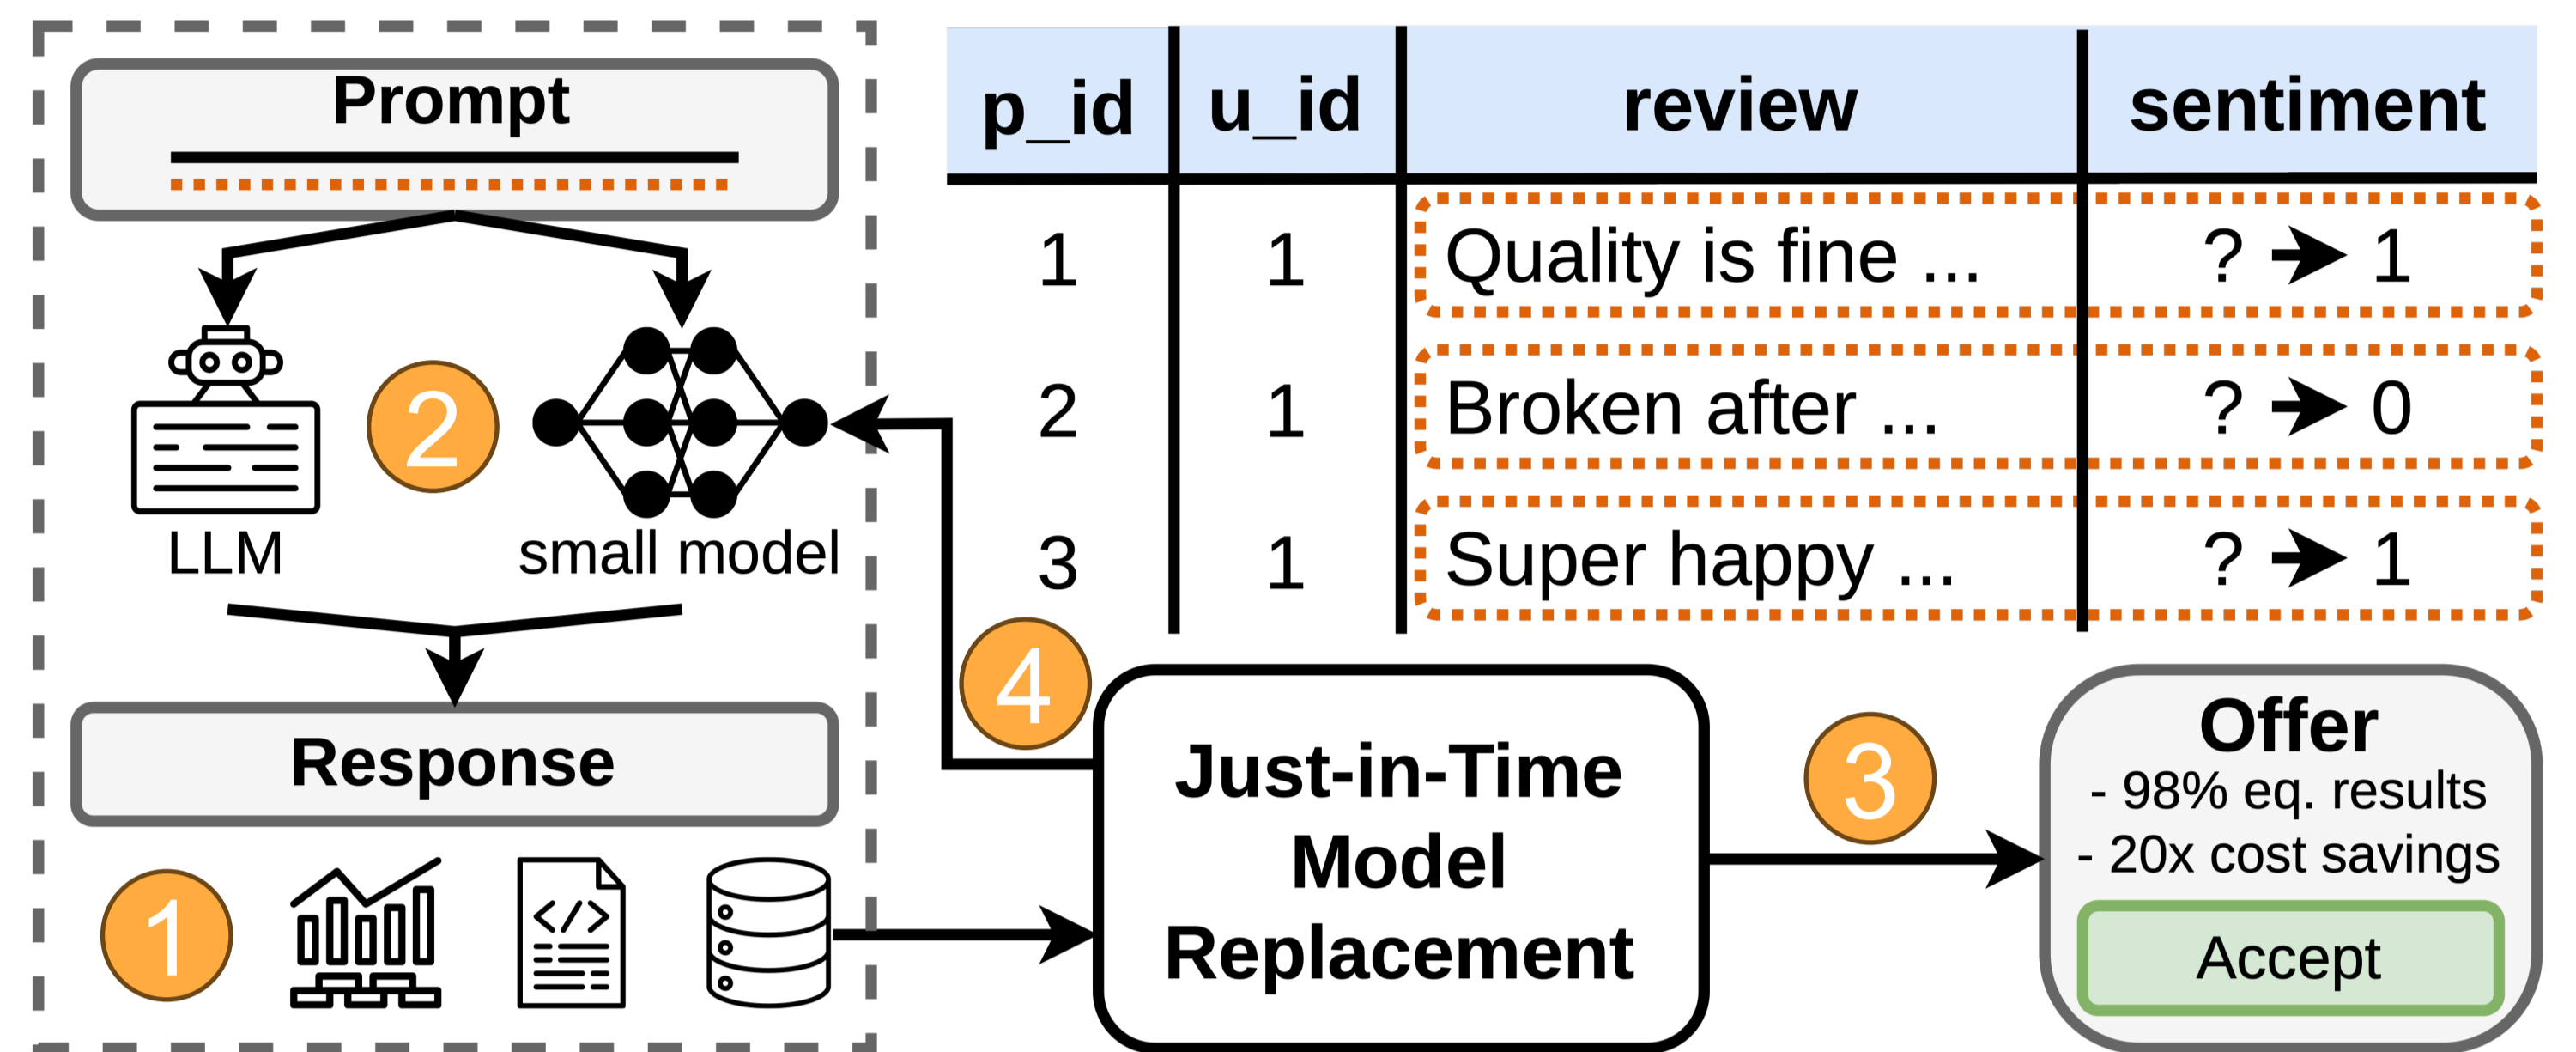 Prompt
2
LLM
small model
Response
1
</>
p_id u_id review sentiment
1 1 Quality is fine ... ? 1
2 1 Broken after ... ? 0
3 1 Super happy ... ? 1
4
Just-in-Time
Model
Replacement
3
Offer
- 98% eq. results
- 20x cost savings
Accept